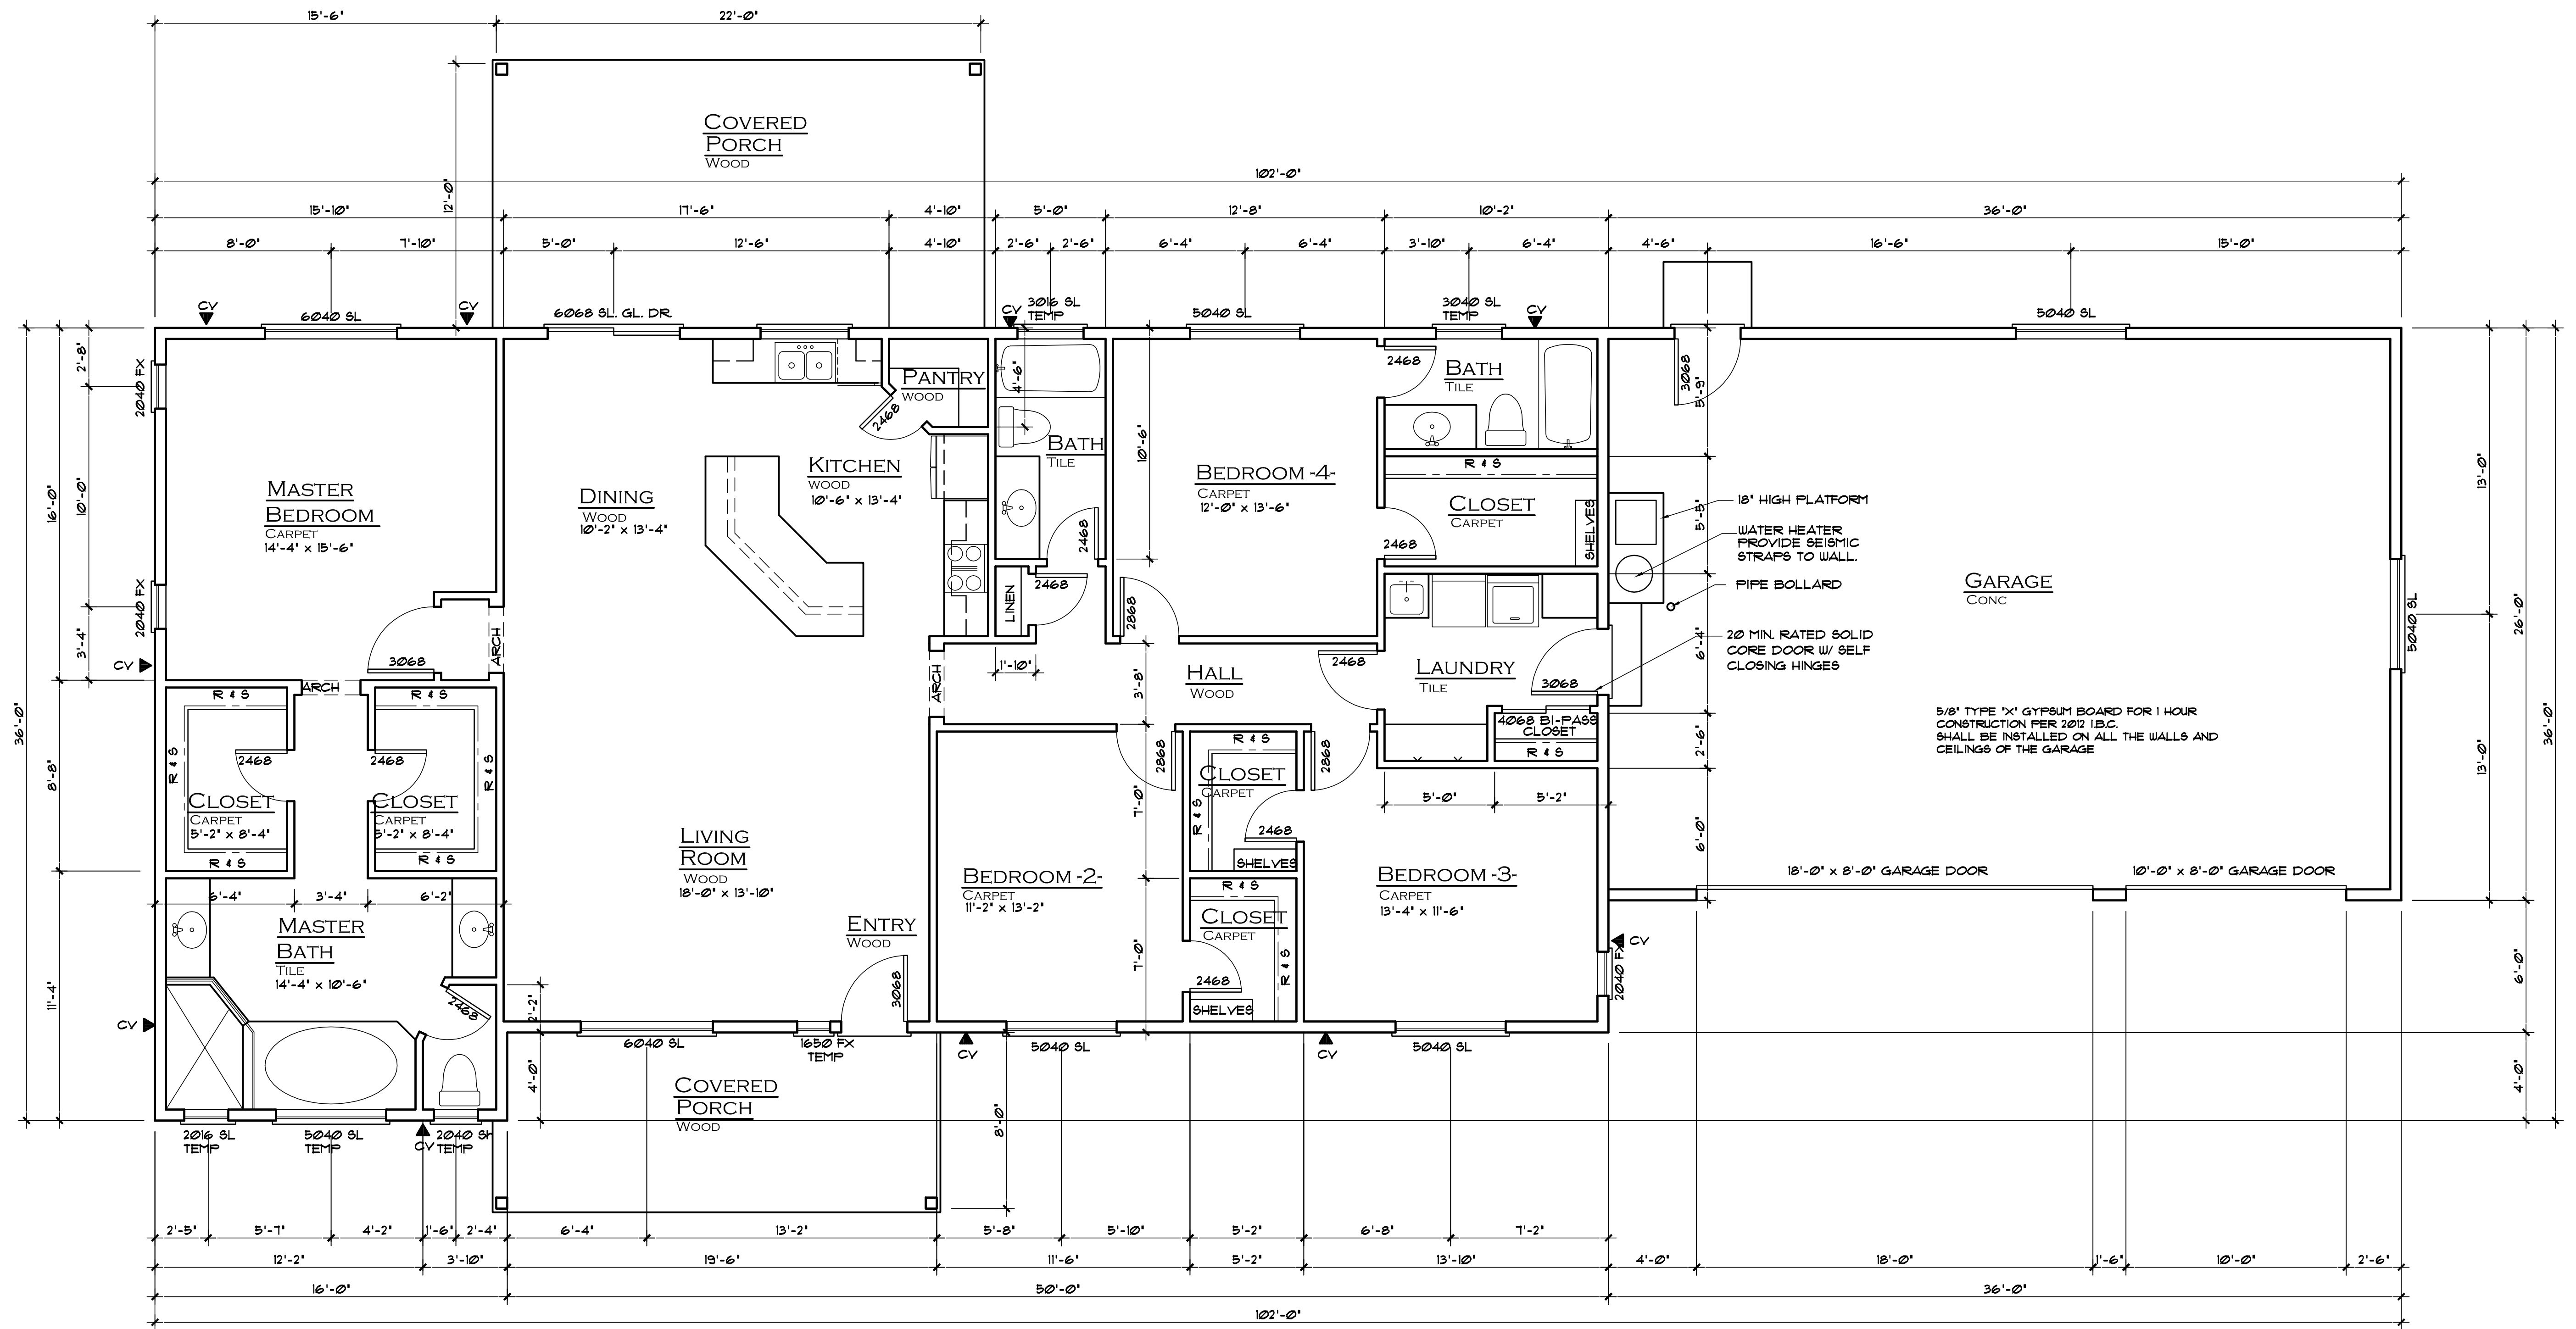 15'-6"
22'-0"
COVERED
PORCH
WOOD
12'-0"
102'-0"
15'-10"
17'-6"
4'-10"
5'-0"
12'-8"
10'-2"
36'-0"
8'-0"
7'-10"
5'-0"
12'-6"
4'-10"
2'-6"
2'-6"
6'-4"
6'-4"
3'-10"
6'-4"
4'-6"
16'-6"
15'-0"
CV
6040 SL
CV
6068 SL. GL. DR.
CV
3016 SL
TEMP
5040 SL
3040 SL
TEMP
CV
5040 SL
36'-0"
16'-0"
8'-8"
11'-4"
2'-8"
10'-0"
3'-4"
2040 FX
2040 FX
CV
CV
MASTER
BEDROOM
CARPET
14'-4" x 15'-6"
3068
ARCH
ARCH
DINING
WOOD
10'-2" x 13'-4"
KITCHEN
WOOD
10'-6" x 13'-4"
PANTRY
WOOD
2468
4'-6"
BATH
TILE
2468
LINEN
2468
1'-10"
ARCH
10'-6"
BEDROOM -4-
CARPET
12'-0" x 13'-6"
2868
2468
BATH
TILE
R & S
CLOSET
CARPET
SHELVES
2468
3068
5'-9"
5'-5"
6'-4"
2'-6"
6'-0"
18" HIGH PLATFORM
WATER HEATER
PROVIDE SEISMIC
STRAPS TO WALL.
PIPE BOLLARD
20 MIN. RATED SOLID
CORE DOOR W/ SELF
CLOSING HINGES
GARAGE
CONC
5040 SL
13'-0"
13'-0"
26'-0"
6'-0"
4'-0"
36'-0"
5/8" TYPE "X" GYPSUM BOARD FOR 1 HOUR
CONSTRUCTION PER 2012 I.B.C.
SHALL BE INSTALLED ON ALL THE WALLS AND
CEILINGS OF THE GARAGE
18'-0" x 8'-0" GARAGE DOOR
10'-0" x 8'-0" GARAGE DOOR
HALL
WOOD
3'-8"
2468
LAUNDRY
TILE
3068
4068 BI-PASS
CLOSET
R & S
5'-0"
5'-2"
R & S
R & S
2468
CLOSET
CARPET
5'-2" x 8'-4"
R & S
R & S
2468
CLOSET
CARPET
5'-2" x 8'-4"
R & S
R & S
6'-4"
3'-4"
6'-2"
MASTER
BATH
TILE
14'-4" x 10'-6"
2468
LIVING
ROOM
WOOD
18'-0" x 13'-10"
ENTRY
WOOD
3068
2'-2"
4'-0"
BEDROOM -2-
CARPET
11'-2" x 13'-2"
2868
7'-0"
7'-0"
R & S
CLOSET
CARPET
R & S
2468
SHELVES
2868
R & S
CLOSET
CARPET
R & S
2468
SHELVES
BEDROOM -3-
CARPET
13'-4" x 11'-6"
CV
2040 FX
6040 SL
1650 FX
TEMP
CV
5040 SL
CV
5040 SL
COVERED
PORCH
WOOD
8'-0"
2016 SL
TEMP
5040 SL
TEMP
CV
2040 SH
TEMP
2'-5"
5'-7"
4'-2"
1'-6"
2'-4"
6'-4"
13'-2"
5'-8"
5'-10"
5'-2"
6'-8"
7'-2"
12'-2"
3'-10"
19'-6"
11'-6"
5'-2"
13'-10"
4'-0"
18'-0"
1'-6"
10'-0"
2'-6"
16'-0"
50'-0"
36'-0"
102'-0"